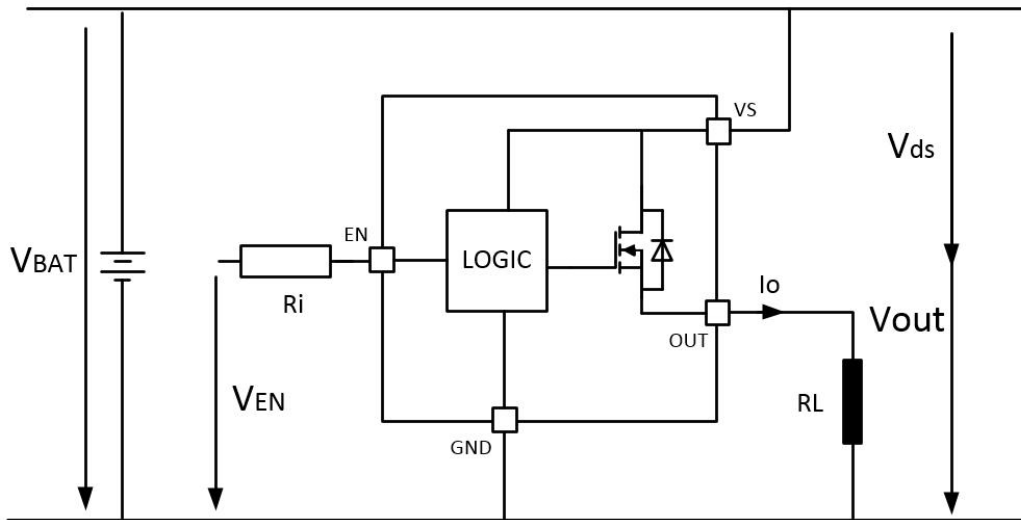 VS
Vds
EN
VBAT
LOGIC
Ri
Io
Vout
OUT
VEN
RL
GND